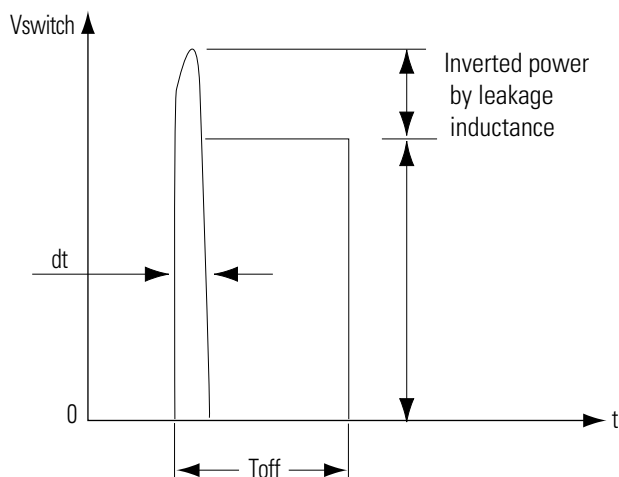 Vswitch
Inverted power
by leakage
inductance
dt
0
t
Toff